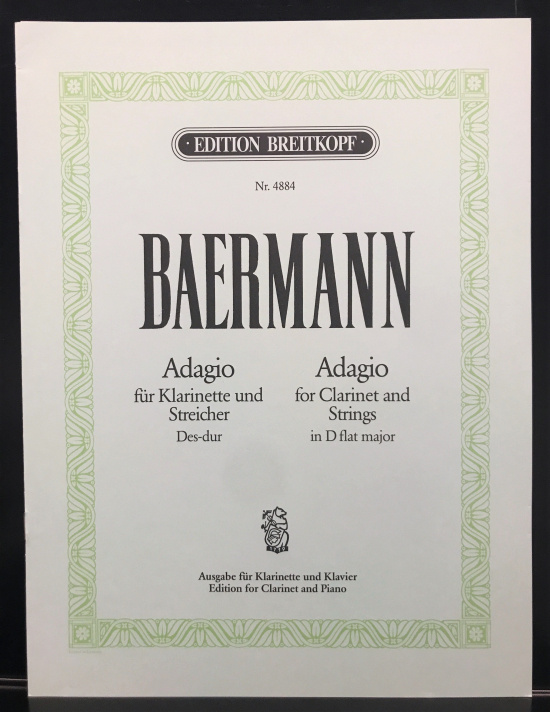 · EDITION BREITKOPF ·
Nr. 4884
BAERMANN
Adagio
für Klarinette und
Streicher
Des-dur
Adagio
for Clarinet and
Strings
in D flat major
Ausgabe für Klarinette und Klavier
Edition for Clarinet and Piano